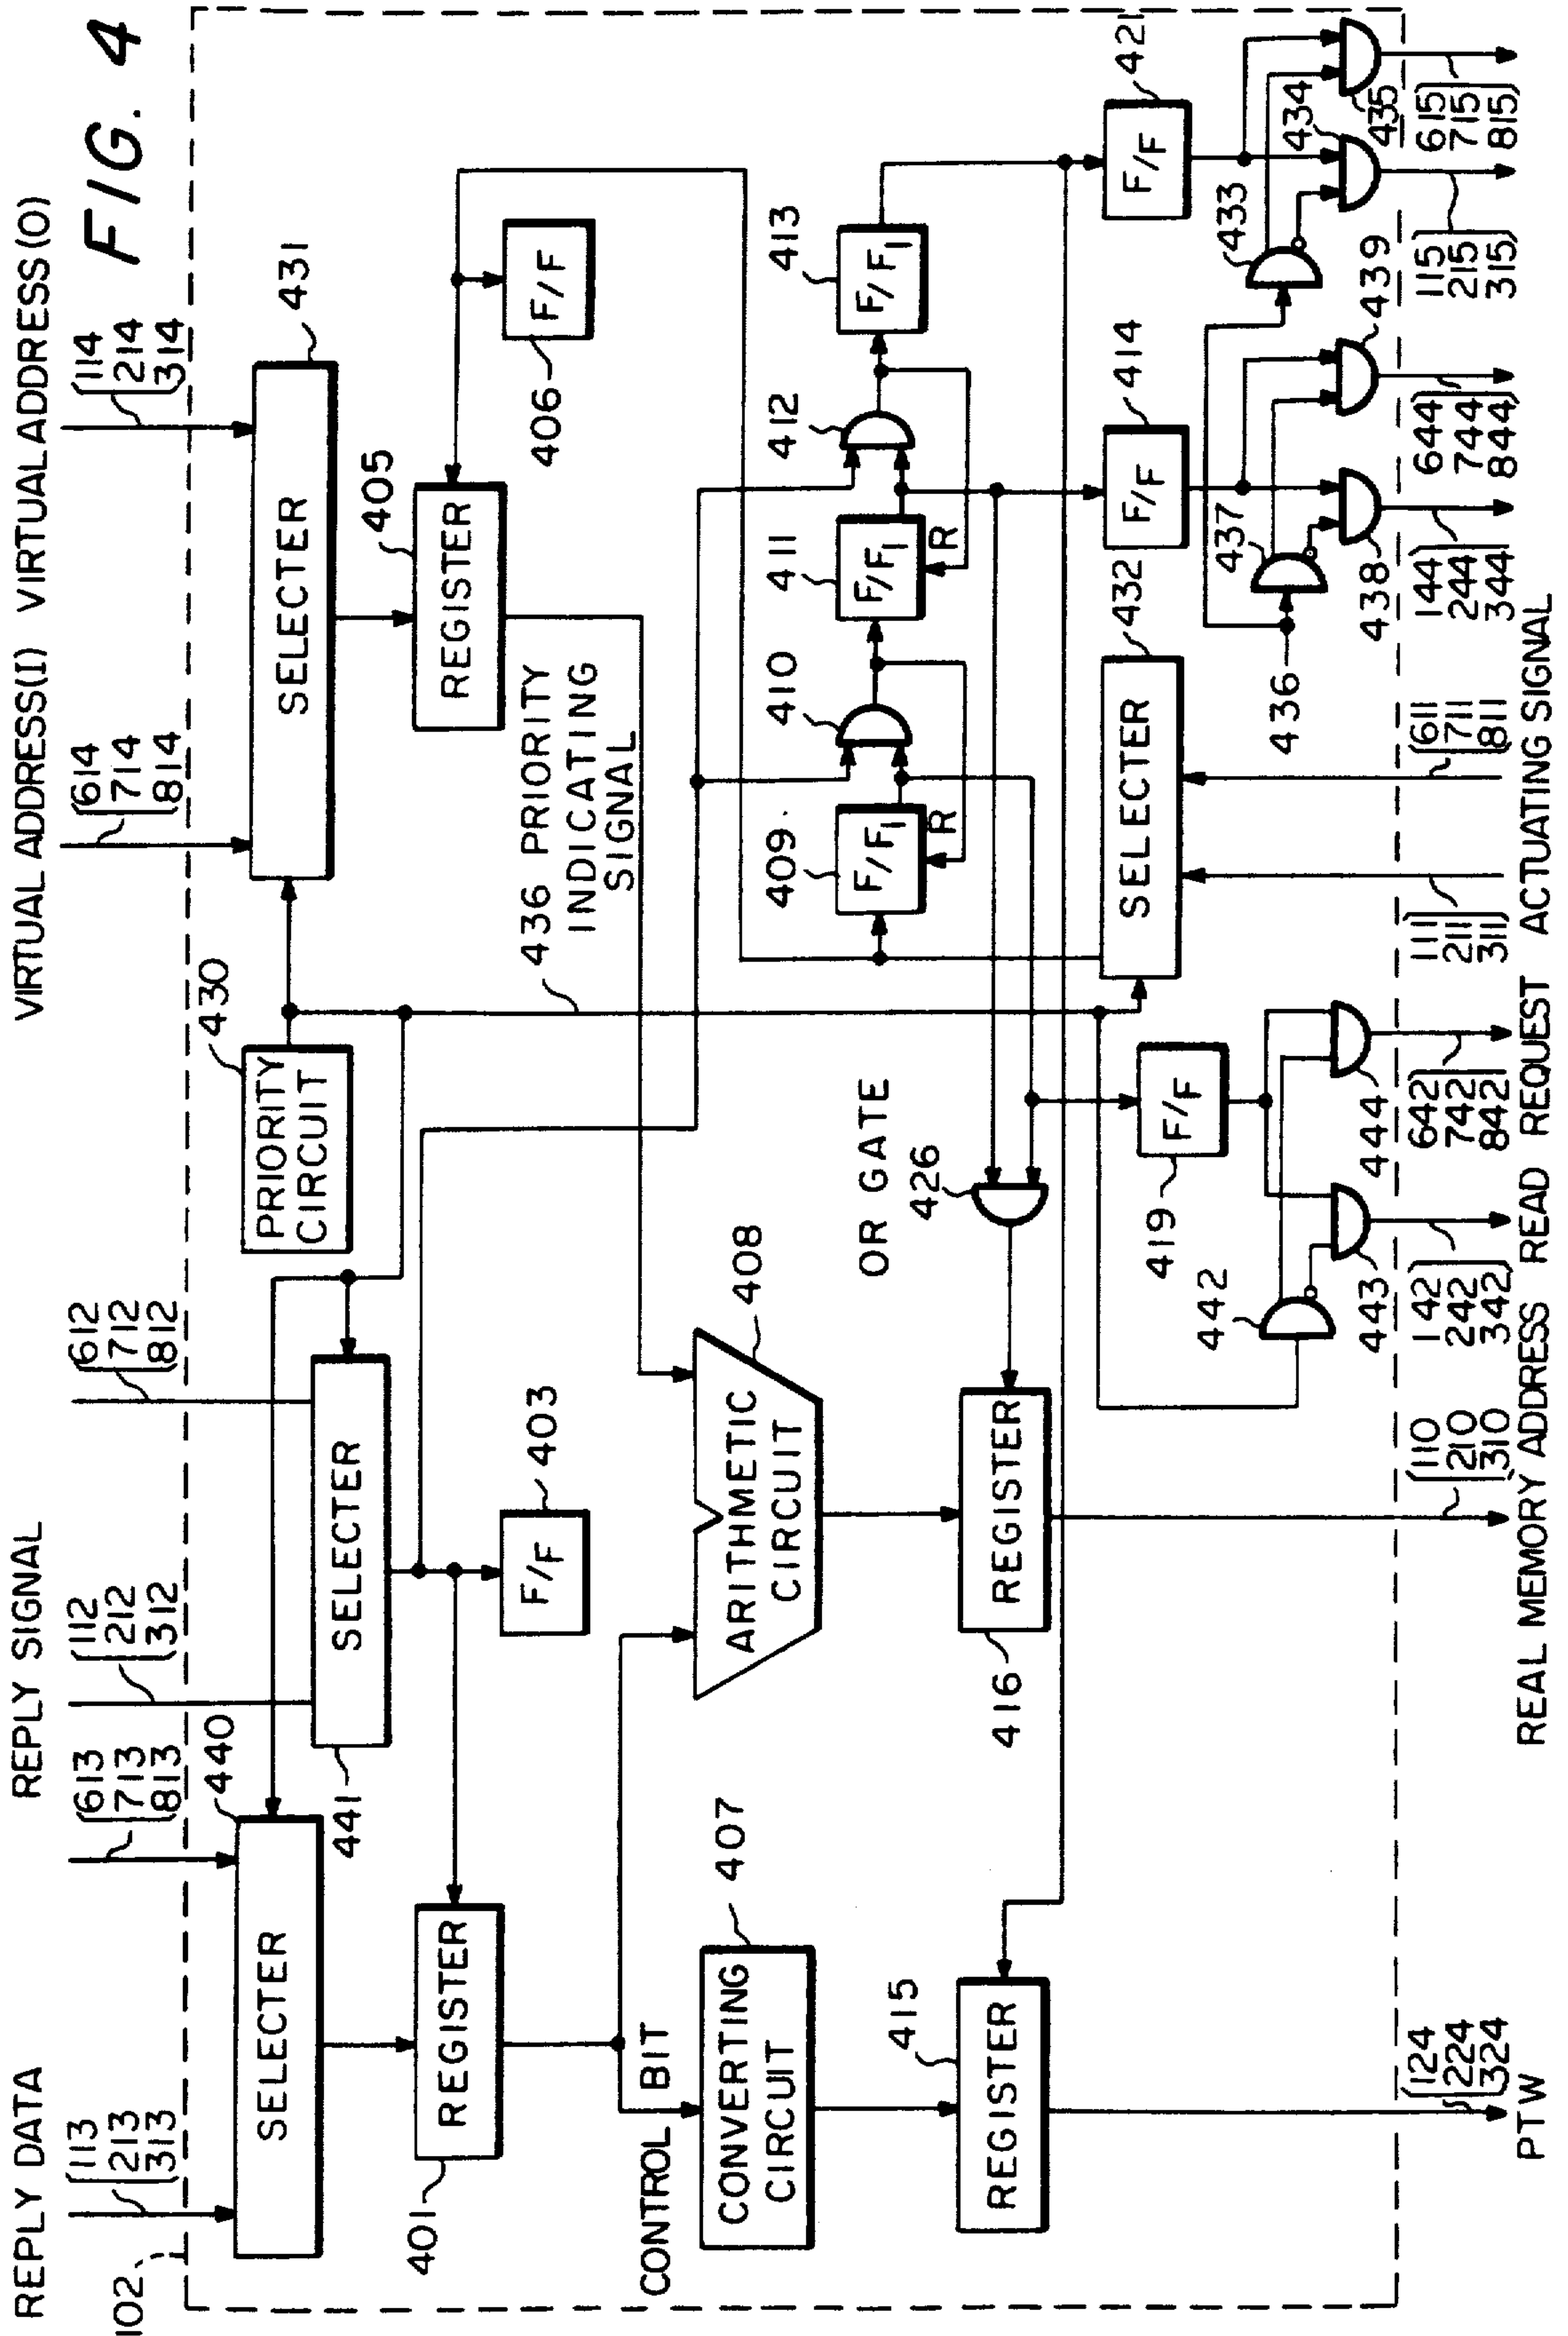 FIG. 4
REPLY DATA
REPLY SIGNAL
VIRTUAL ADDRESS(I)
VIRTUAL ADDRESS(O)
102
113
213
313
613
713
813
112
212
312
612
712
812
614
714
814
114
214
314
440
SELECTER
441
SELECTER
430
PRIORITY
CIRCUIT
431
SELECTER
401
REGISTER
403
F/F
405
REGISTER
406
F/F
436 PRIORITY
INDICATING
SIGNAL
CONTROL BIT
407
CONVERTING
CIRCUIT
408
ARITHMETIC
CIRCUIT
409
F/F1
R
410
411
F/F1
R
412
413
F/F1
OR GATE
426
415
REGISTER
416
REGISTER
419
F/F
432
SELECTER
414
F/F
421
F/F
442
443
444
436
437
438
439
433
434
435
124
224
324
110
210
310
142
242
342
642
742
842
111
211
311
611
711
811
144
244
344
644
744
844
115
215
315
615
715
815
PTW
REAL MEMORY ADDRESS
READ REQUEST
ACTUATING SIGNAL